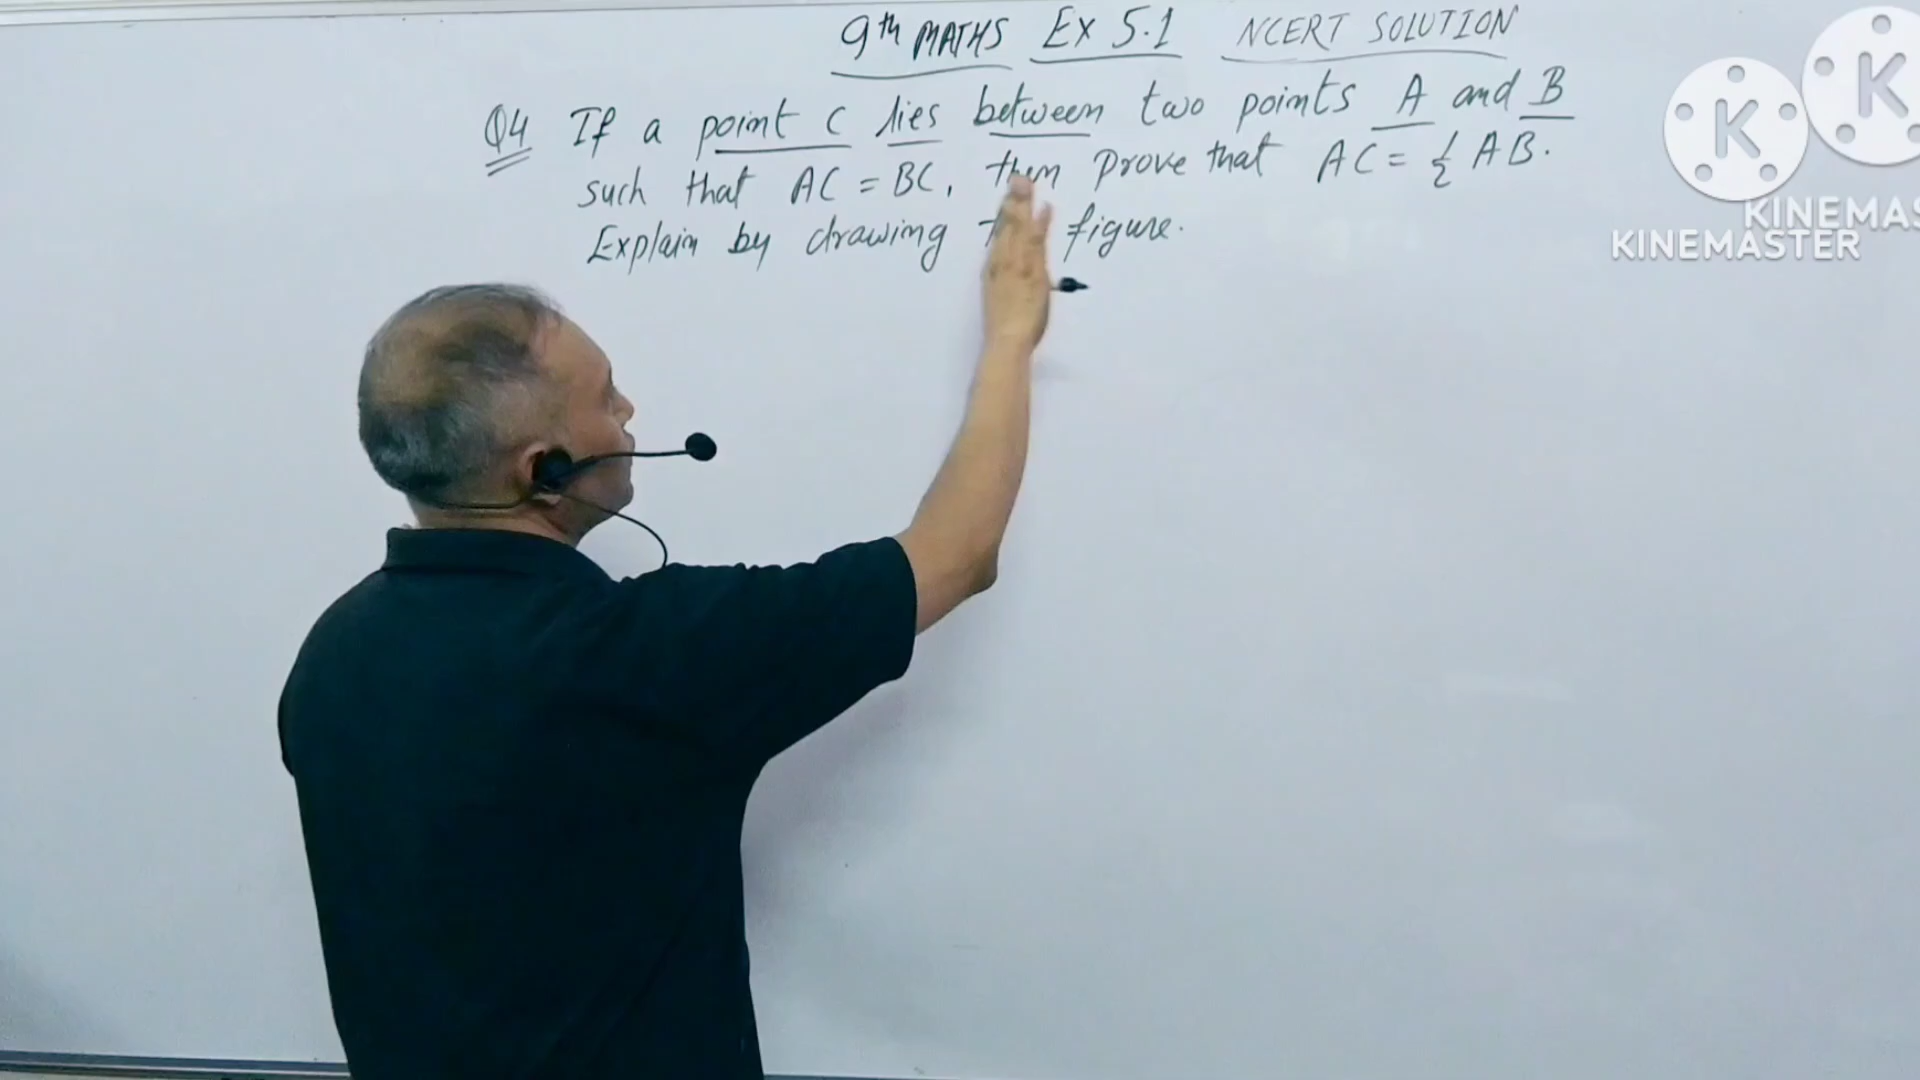 9th MATHS Ex 5.1 NCERT SOLUTION
Q4 If a point C lies between two points A and B
such that AC = BC, then Prove that AC = 1/2 AB.
Explain by drawing figure.
K K
KINEMAS
KINEMASTER